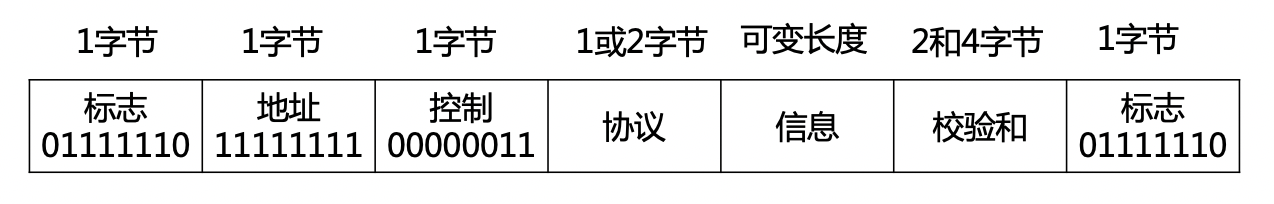 1字节 1字节 1字节 1或2字节 可变长度 2和4字节 1字节
标志 地址 控制 协议 信息 校验和 标志
01111110 11111111 00000011 01111110